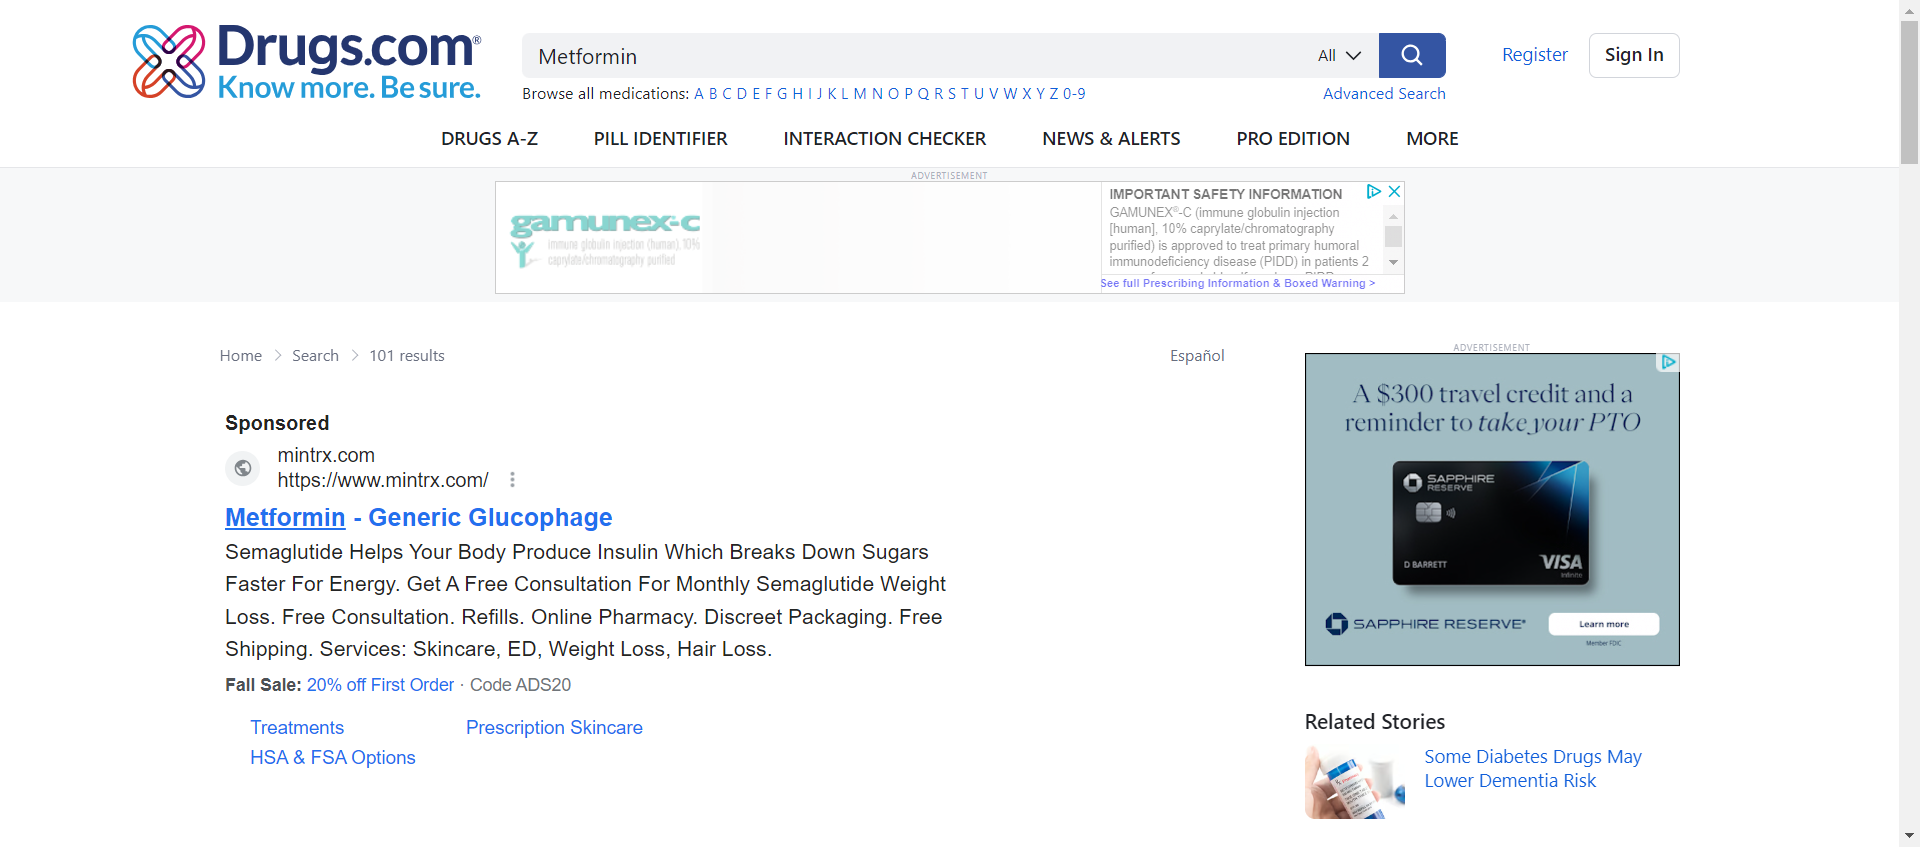 Drugs.com®
Know more. Be sure.
Metformin
All
Register
Sign In
Browse all medications: A B C D E F G H I J K L M N O P Q R S T U V W X Y Z 0-9
Advanced Search
DRUGS A-Z
PILL IDENTIFIER
INTERACTION CHECKER
NEWS & ALERTS
PRO EDITION
MORE
ADVERTISEMENT
gamunex-c
immune globulin injection (human), 10%
caprylate/chromatography purified
IMPORTANT SAFETY INFORMATION
GAMUNEX®-C (immune globulin injection
[human], 10% caprylate/chromatography
purified) is approved to treat primary humoral
immunodeficiency disease (PIDD) in patients 2
See full Prescribing Information & Boxed Warning >
Home
Search
101 results
Español
Sponsored
mintrx.com
https://www.mintrx.com/
Metformin - Generic Glucophage
Semaglutide Helps Your Body Produce Insulin Which Breaks Down Sugars
Faster For Energy. Get A Free Consultation For Monthly Semaglutide Weight
Loss. Free Consultation. Refills. Online Pharmacy. Discreet Packaging. Free
Shipping. Services: Skincare, ED, Weight Loss, Hair Loss.
Fall Sale: 20% off First Order · Code ADS20
Treatments
Prescription Skincare
HSA & FSA Options
ADVERTISEMENT
A $300 travel credit and a
reminder to take your PTO
SAPPHIRE
RESERVE
D BARRETT
VISA
Infinite
SAPPHIRE RESERVE®
Learn more
Member FDIC
Related Stories
Some Diabetes Drugs May
Lower Dementia Risk